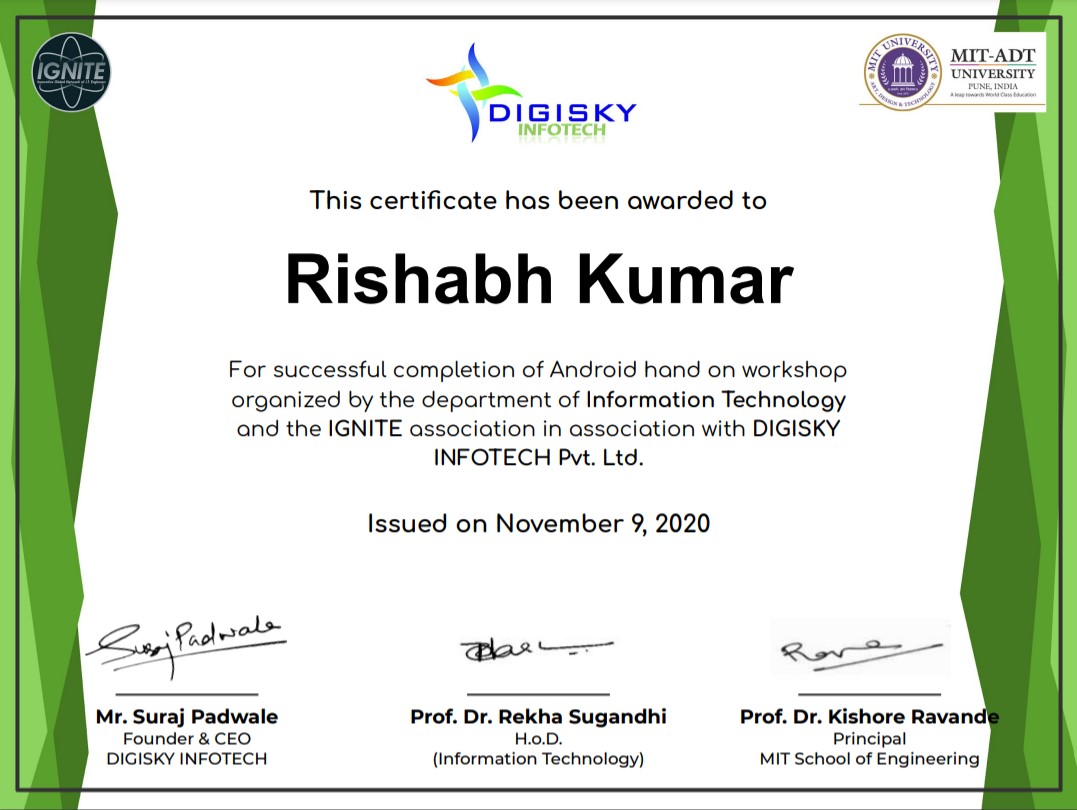 IGNITE
DIGISKY
INFOTECH
MIT UNIVERSITY
ART, DESIGN & TECHNOLOGY
MIT-ADT
UNIVERSITY
PUNE, INDIA
A leap towards World Class Education
This certificate has been awarded to
Rishabh Kumar
For successful completion of Android hand on workshop
organized by the department of Information Technology
and the IGNITE association in association with DIGISKY
INFOTECH Pvt. Ltd.
Issued on November 9, 2020
Suraj Padwale
Mr. Suraj Padwale
Founder & CEO
DIGISKY INFOTECH
Prof. Dr. Rekha Sugandhi
H.o.D.
(Information Technology)
Prof. Dr. Kishore Ravande
Principal
MIT School of Engineering